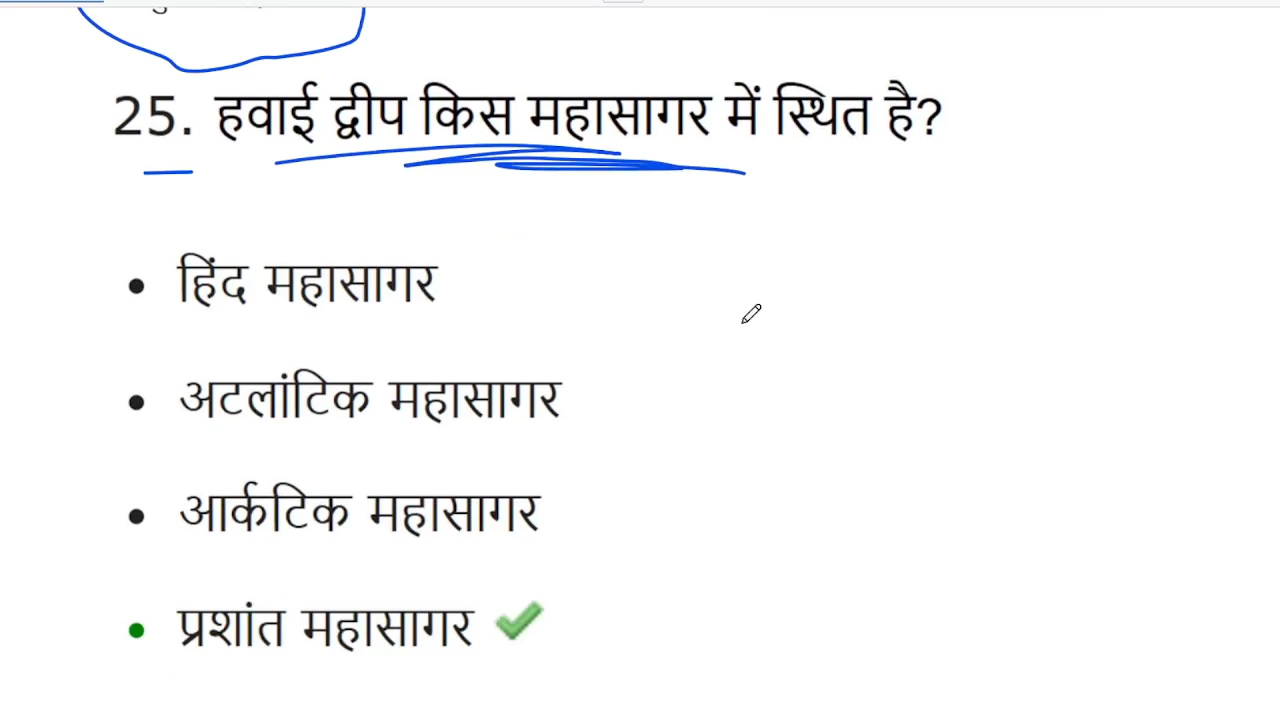 25. हवाई द्वीप किस महासागर में स्थित है?
• हिंद महासागर
• अटलांटिक महासागर
• आर्कटिक महासागर
• प्रशांत महासागर ✔